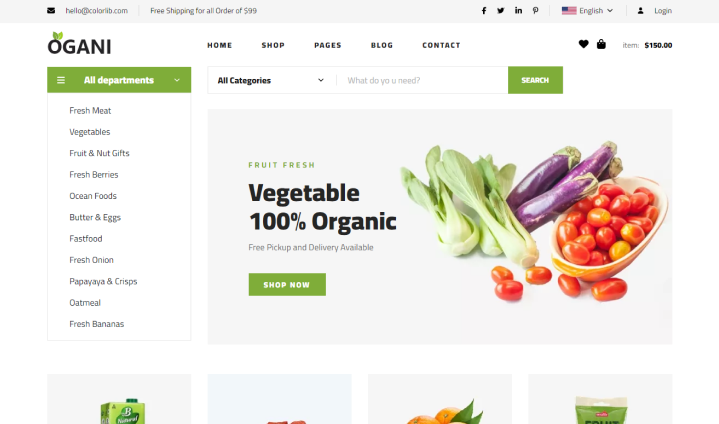 hello@colorlib.com
Free Shipping for all Order of $99
English
Login
OGANI
HOME
SHOP
PAGES
BLOG
CONTACT
item: $150.00
All departments
All Categories
What do yo u need?
SEARCH
Fresh Meat
Vegetables
Fruit & Nut Gifts
Fresh Berries
Ocean Foods
Butter & Eggs
Fastfood
Fresh Onion
Papayaya & Crisps
Oatmeal
Fresh Bananas
FRUIT FRESH
Vegetable
100% Organic
Free Pickup and Delivery Available
SHOP NOW
B
Natural